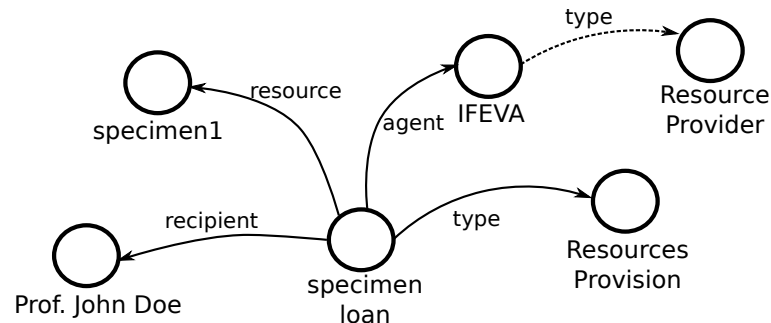 type
resource
specimen1
agent
IFEVA
Resource
Provider
recipient
type
Prof. John Doe
specimen
loan
Resources
Provision